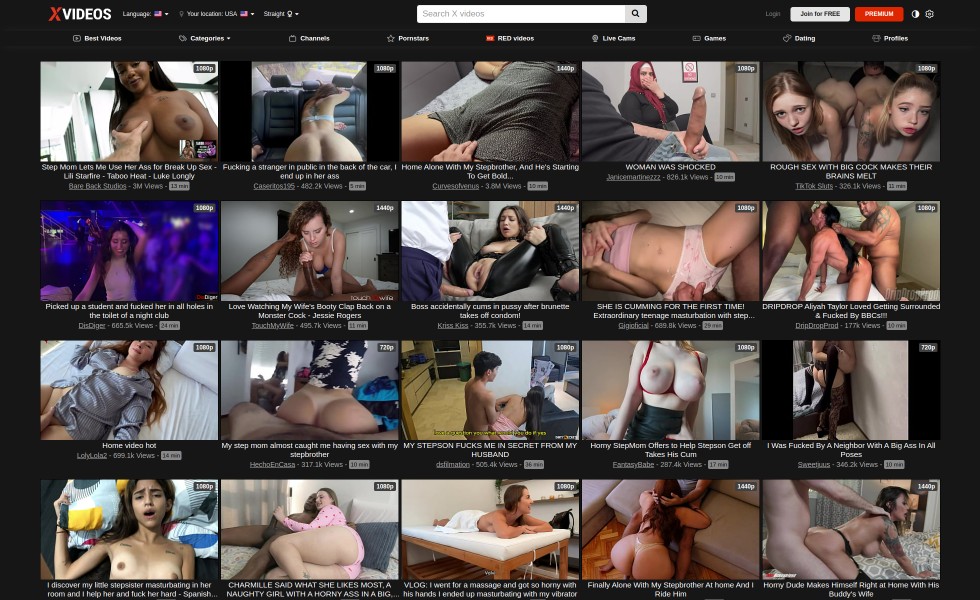 XVIDEOS
Language:
Your location: USA
Straight
Search X videos
Login
Join for FREE
PREMIUM
Best Videos
Categories
Channels
Pornstars
RED videos
Live Cams
Games
Dating
Profiles
1080p
1080p
1440p
1080p
1080p
Step Mom Lets Me Use Her Ass for Break Up Sex -
Lili Starfire - Taboo Heat - Luke Longly
Bare Back Studios - 3M Views - 13 min
Fucking a stranger in public in the back of the car, I
end up in her ass
Caseritos195 - 482.2k Views - 5 min
Home Alone With My Stepbrother, And He's Starting
To Get Bold...
Curvesofvenus - 3.8M Views - 10 min
WOMAN WAS SHOCKED
Janicemartinezzz - 826.1k Views - 10 min
ROUGH SEX WITH BIG COCK MAKES THEIR
BRAINS MELT
TikTok Sluts - 326.1k Views - 11 min
1080p
1440p
1440p
1080p
1080p
DisDiger
DripDropProd
Picked up a student and fucked her in all holes in
the toilet of a night club
DisDiger - 665.5k Views - 24 min
Love Watching My Wife's Booty Clap Back on a
Monster Cock - Jessie Rogers
TouchMyWife - 495.7k Views - 11 min
Boss accidentally cums in pussy after brunette
takes off condom!
Kriss Kiss - 355.7k Views - 14 min
SHE IS CUMMING FOR THE FIRST TIME!
Extraordinary teenage masturbation with step...
Gigioficial - 689.8k Views - 29 min
DRIPDROP Aliyah Taylor Loved Getting Surrounded
& Fucked By BBCs!!!
DripDropProd - 177k Views - 10 min
1080p
720p
1080p
1080p
720p
Home video hot
LolyLola2 - 699.1k Views - 14 min
My step mom almost caught me having sex with my
stepbrother
HechoEnCasa - 317.1k Views - 10 min
MY STEPSON FUCKS ME IN SECRET FROM MY
HUSBAND
dsfilmation - 505.4k Views - 36 min
Horny StepMom Offers to Help Stepson Get off
Takes His Cum
FantasyBabe - 287.4k Views - 17 min
I Was Fucked By A Neighbor With A Big Ass In All
Poses
Sweetjuus - 346.2k Views - 10 min
1080p
1080p
1080p
1440p
1440p
I discover my little stepsister masturbating in her
room and I help her and fuck her hard - Spanish...
CHARMILLE SAID WHAT SHE LIKES MOST, A
NAUGHTY GIRL WITH A HORNY ASS IN A BIG,...
VLOG: I went for a massage and got so horny with
his hands I ended up masturbating with my vibrator
Finally Alone With My Stepbrother At home And I
Ride Him
Horny Dude Makes Himself Right at Home With His
Buddy's Wife